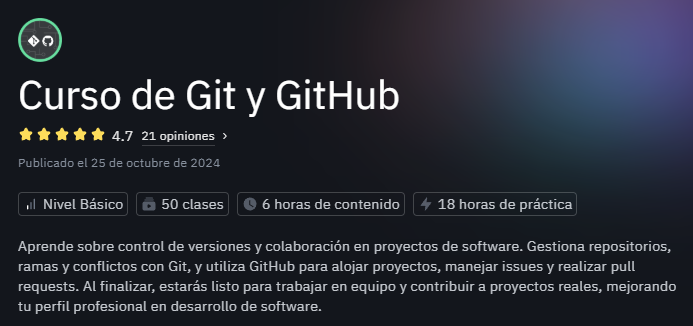 Curso de Git y GitHub
4.7 21 opiniones ›
Publicado el 25 de octubre de 2024
Nivel Básico 50 clases 6 horas de contenido 18 horas de práctica
Aprende sobre control de versiones y colaboración en proyectos de software. Gestiona repositorios,
ramas y conflictos con Git, y utiliza GitHub para alojar proyectos, manejar issues y realizar pull
requests. Al finalizar, estarás listo para trabajar en equipo y contribuir a proyectos reales, mejorando
tu perfil profesional en desarrollo de software.